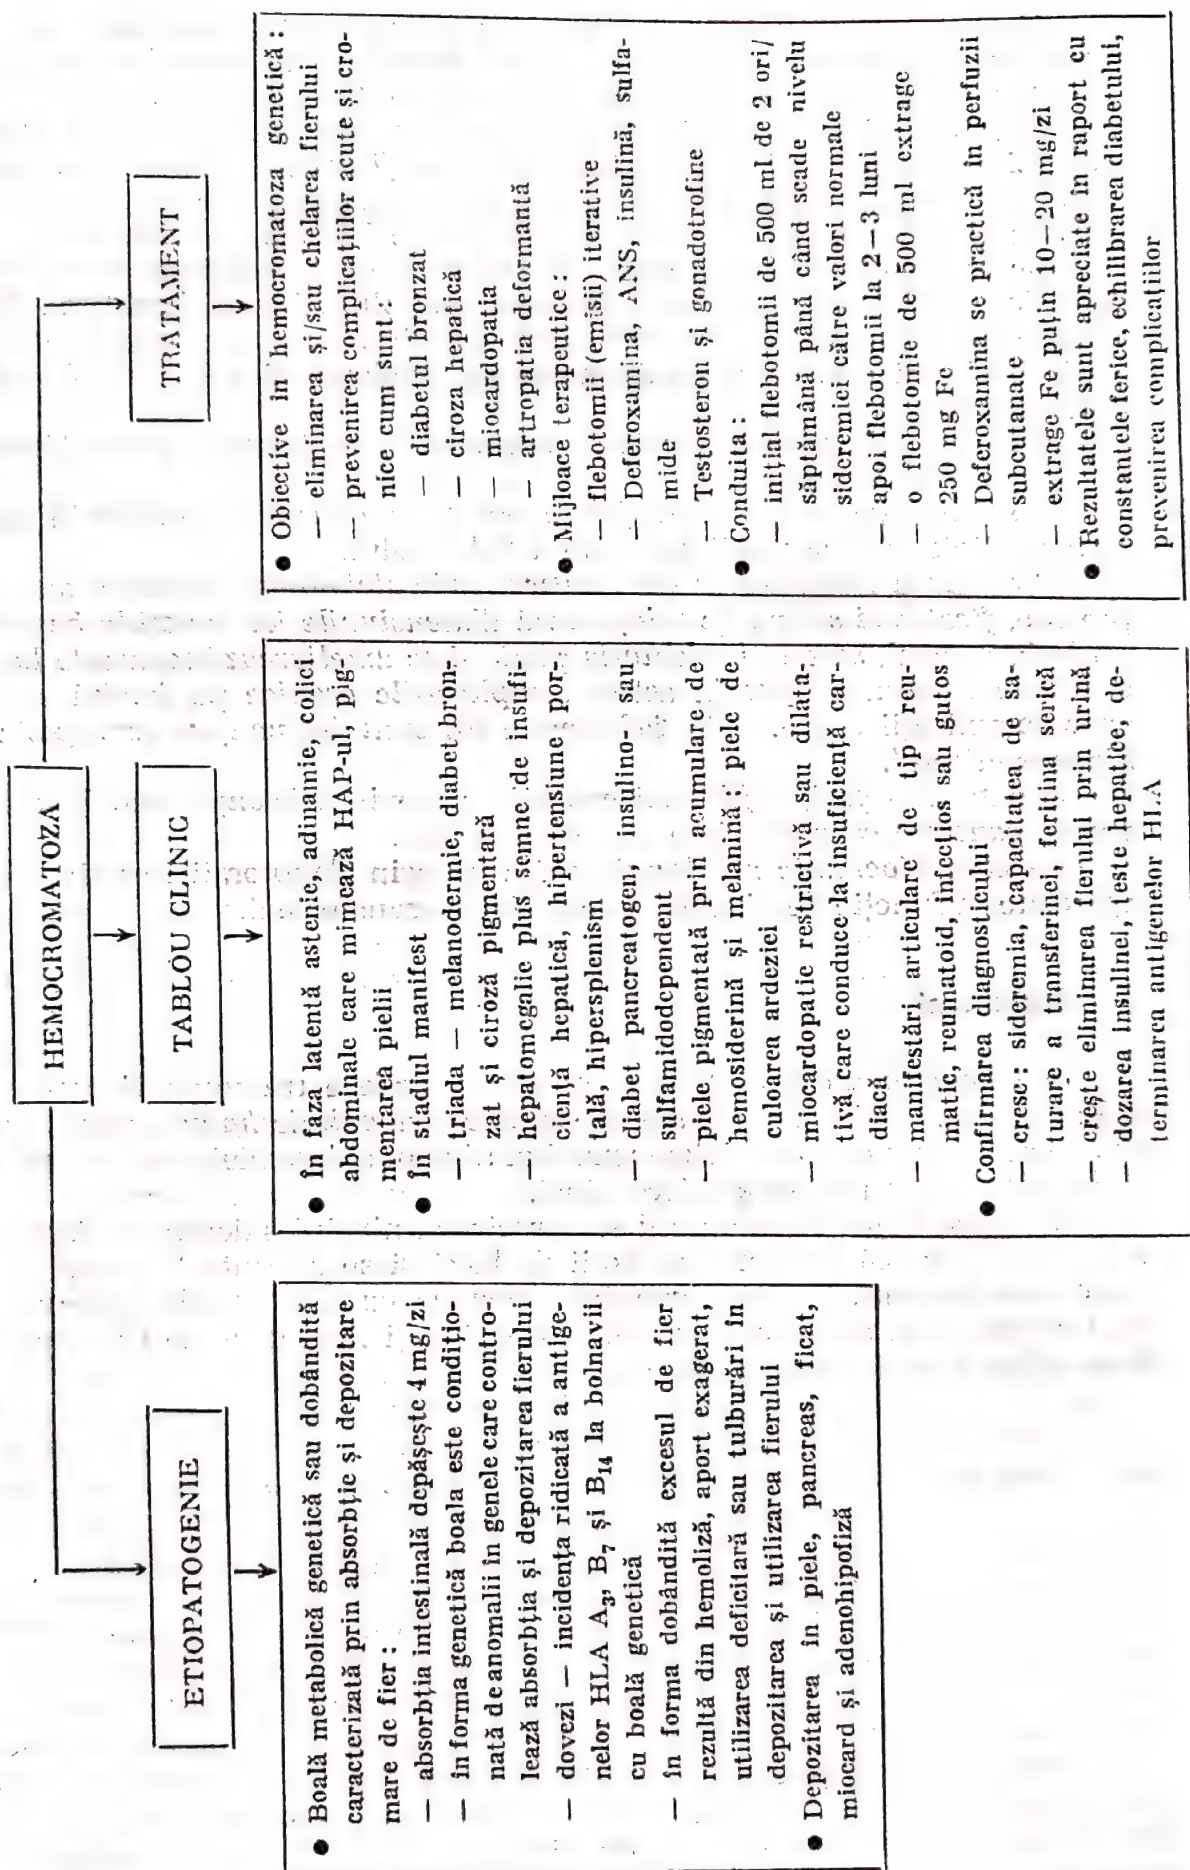 HEMOCROMATOZA
ETIOPATOGENIE
TABLOU CLINIC
TRATAMENT
● Boală metabolică genetică sau dobândită
caracterizată prin absorbție și depozitare
mare de fier :
— absorbția intestinală depășește 4 mg/zi
— în forma genetică boala este condițio-
nată de anomalii în genele care contro-
lează absorbția și depozitarea fierului
— dovezi — incidența ridicată a antige-
nelor HLA A₃, B₇ și B₁₄ la bolnavii
cu boală genetică
— în forma dobândită excesul de fier
rezultă din hemoliză, aport exagerat,
utilizarea deficitară sau tulburări în
depozitarea și utilizarea fierului
● Depozitarea în piele, pancreas, ficat,
miocard și adenohipofiză
● În faza latentă astenie, adinamie, colici
abdominale care mimează HAP-ul, pig-
mentarea pielii
● În stadiul manifest
— triada — melanodermie, diabet bron-
zat și ciroză pigmentară
— hepatomegalie plus semne de insufi-
ciență hepatică, hipertensiune por-
tală, hipersplenism
— diabet pancreatogen, insulino- sau
sulfamidodependent
— piele pigmentată prin acumulare de
hemosiderină și melanină ; piele de
culoarea ardeziei
— miocardopatie restrictivă sau dilata-
tivă care conduce la insuficiență car-
diacă
— manifestări articulare de tip reu-
matic, reumatoid, infecțios sau gutos
● Confirmarea diagnosticului
— cresc : sideremia, capacitatea de sa-
turare a transferinei, feritina serică
— crește eliminarea fierului prin urină
— dozarea insulinei, teste hepatice, de-
terminarea antigenelor HLA
● Obiective în hemocromatoza genetică :
— eliminarea și/sau chelarea fierului
— prevenirea complicațiilor acute și cro-
nice cum sunt :
— diabetul bronzat
— ciroza hepatică
— miocardopatia
— artropatia deformantă
● Mijloace terapeutice :
— flebotomii (emisii) iterative
— Deferoxamina, ANS, insulină, sulfa-
mide
— Testosteron și gonadotrofine
● Conduita :
— inițial flebotomii de 500 ml de 2 ori/
săptămână până când scade nivelu
sideremiei către valori normale
— apoi flebotomii la 2—3 luni
— o flebotomie de 500 ml extrage
250 mg Fe
— Deferoxamina se practică în perfuzii
subcutanate
— extrage Fe puțin 10—20 mg/zi
● Rezultatele sunt apreciate în raport cu
constantele ferice, echilibrarea diabetului,
prevenirea complicațiilor